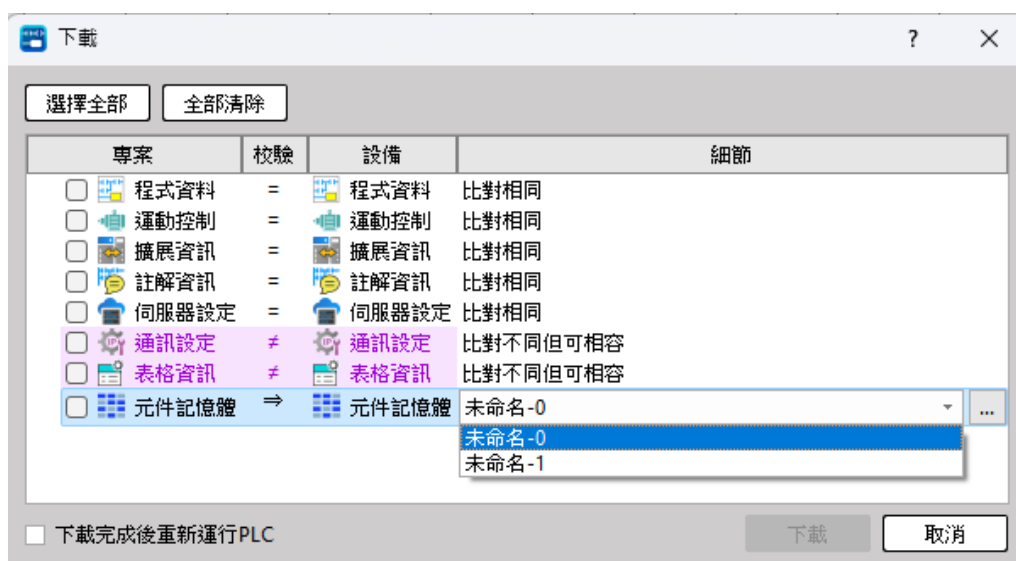 下載
?
選擇全部 全部清除
專案 校驗 設備 細節
程式資料 = 程式資料 比對相同
運動控制 = 運動控制 比對相同
擴展資訊 = 擴展資訊 比對相同
註解資訊 = 註解資訊 比對相同
伺服器設定 = 伺服器設定 比對相同
通訊設定 ≠ 通訊設定 比對不同但可相容
表格資訊 ≠ 表格資訊 比對不同但可相容
元件記憶體 ⇒ 元件記憶體 未命名-0 ...
未命名-0
未命名-1
下載完成後重新運行PLC 下載 取消